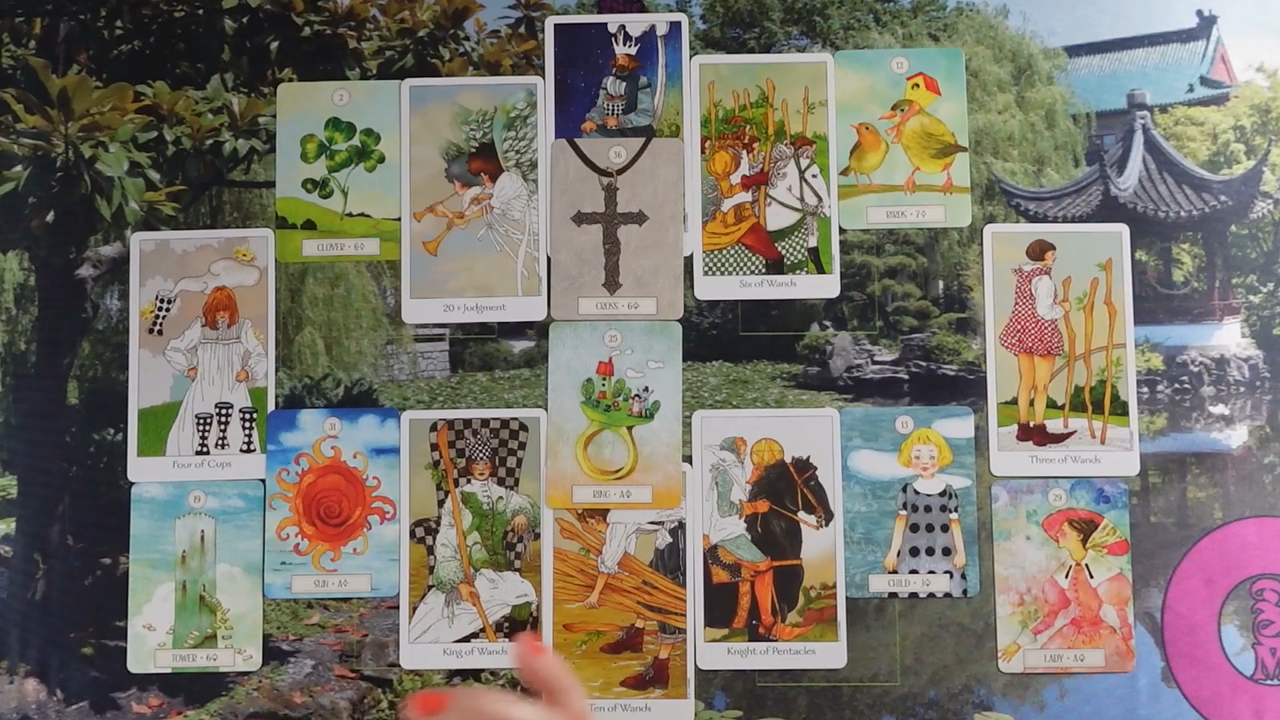 2
CLOVER • 6♢
20 ♦ Judgment
36
CROSS • 6♢
Six of Wands
12
BIRDS • 7♢
Four of Cups
25
RING • A♧
Three of Wands
19
TOWER • 6♤
31
SUN • A♢
King of Wands
Ten of Wands
Knight of Pentacles
13
CHILD • J♤
29
LADY • A♤